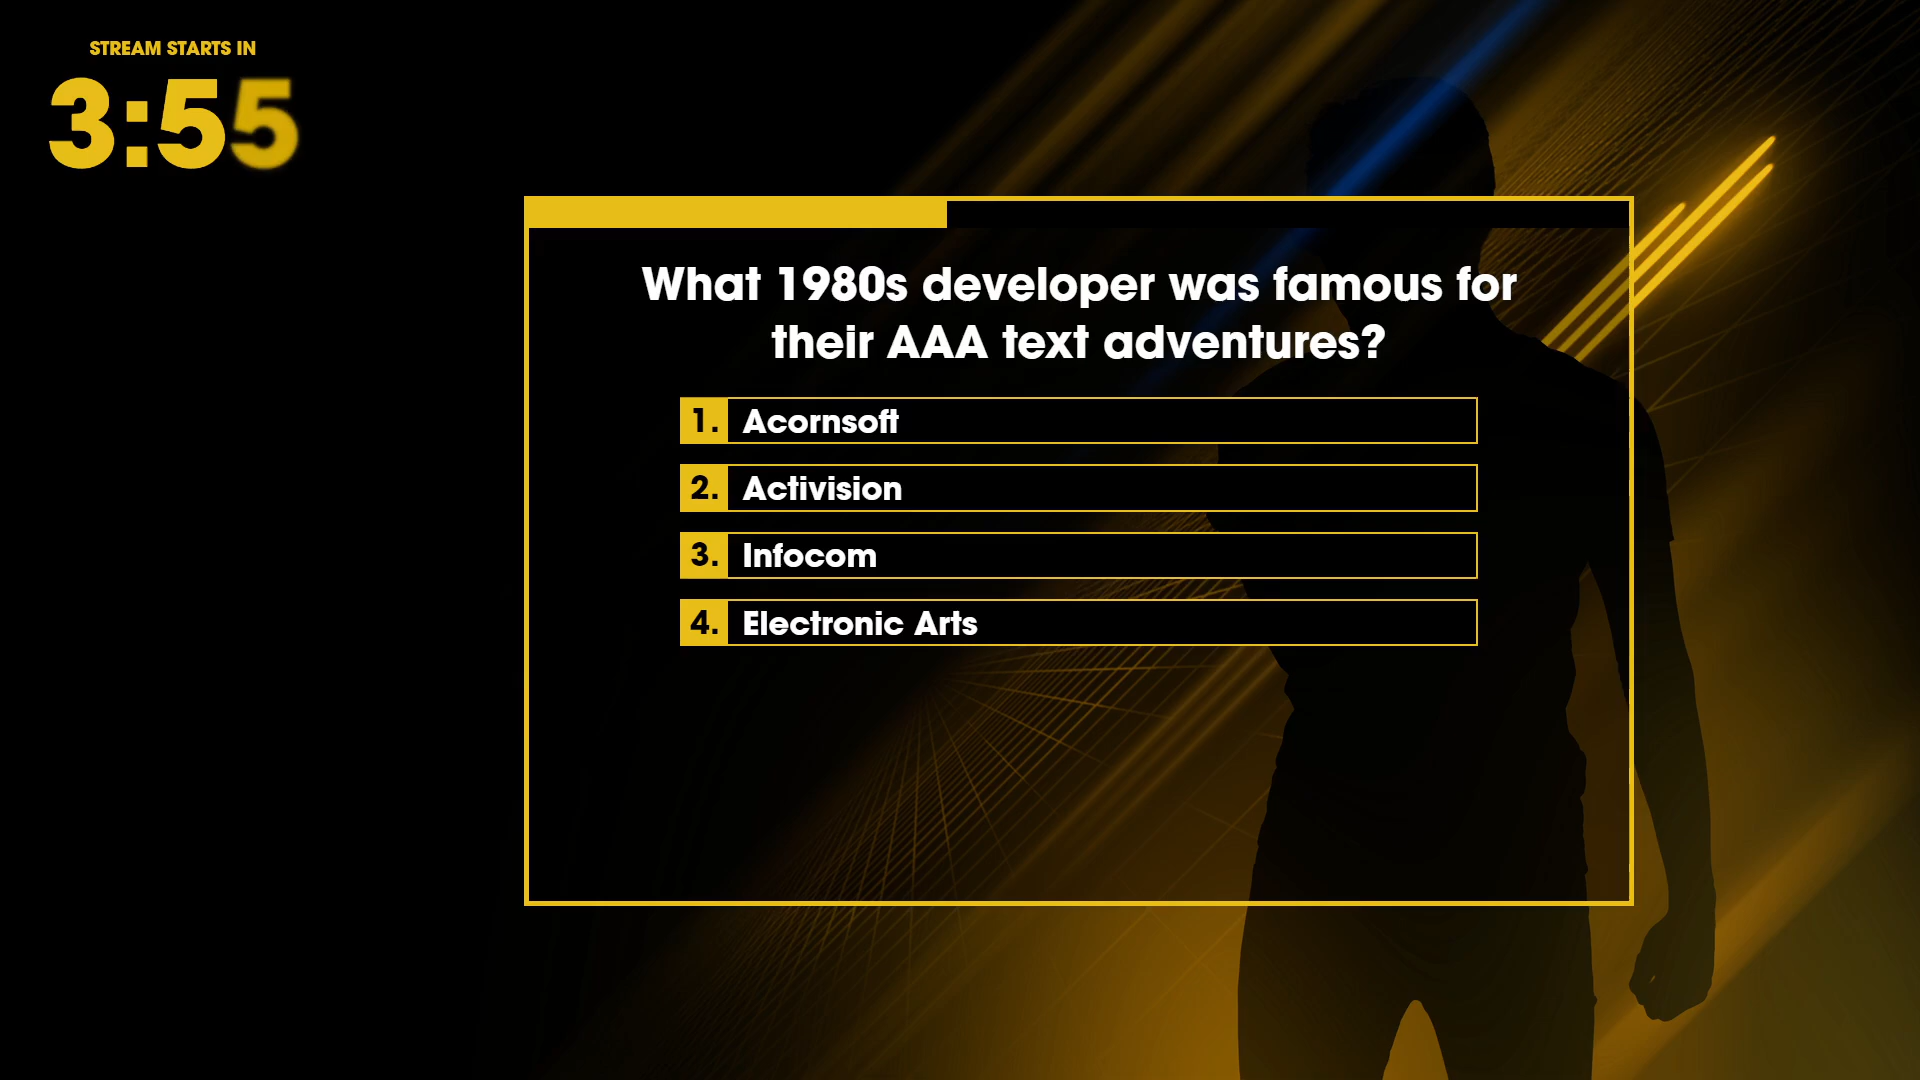 STREAM STARTS IN
3:55
What 1980s developer was famous for
their AAA text adventures?
1. Acornsoft
2. Activision
3. Infocom
4. Electronic Arts